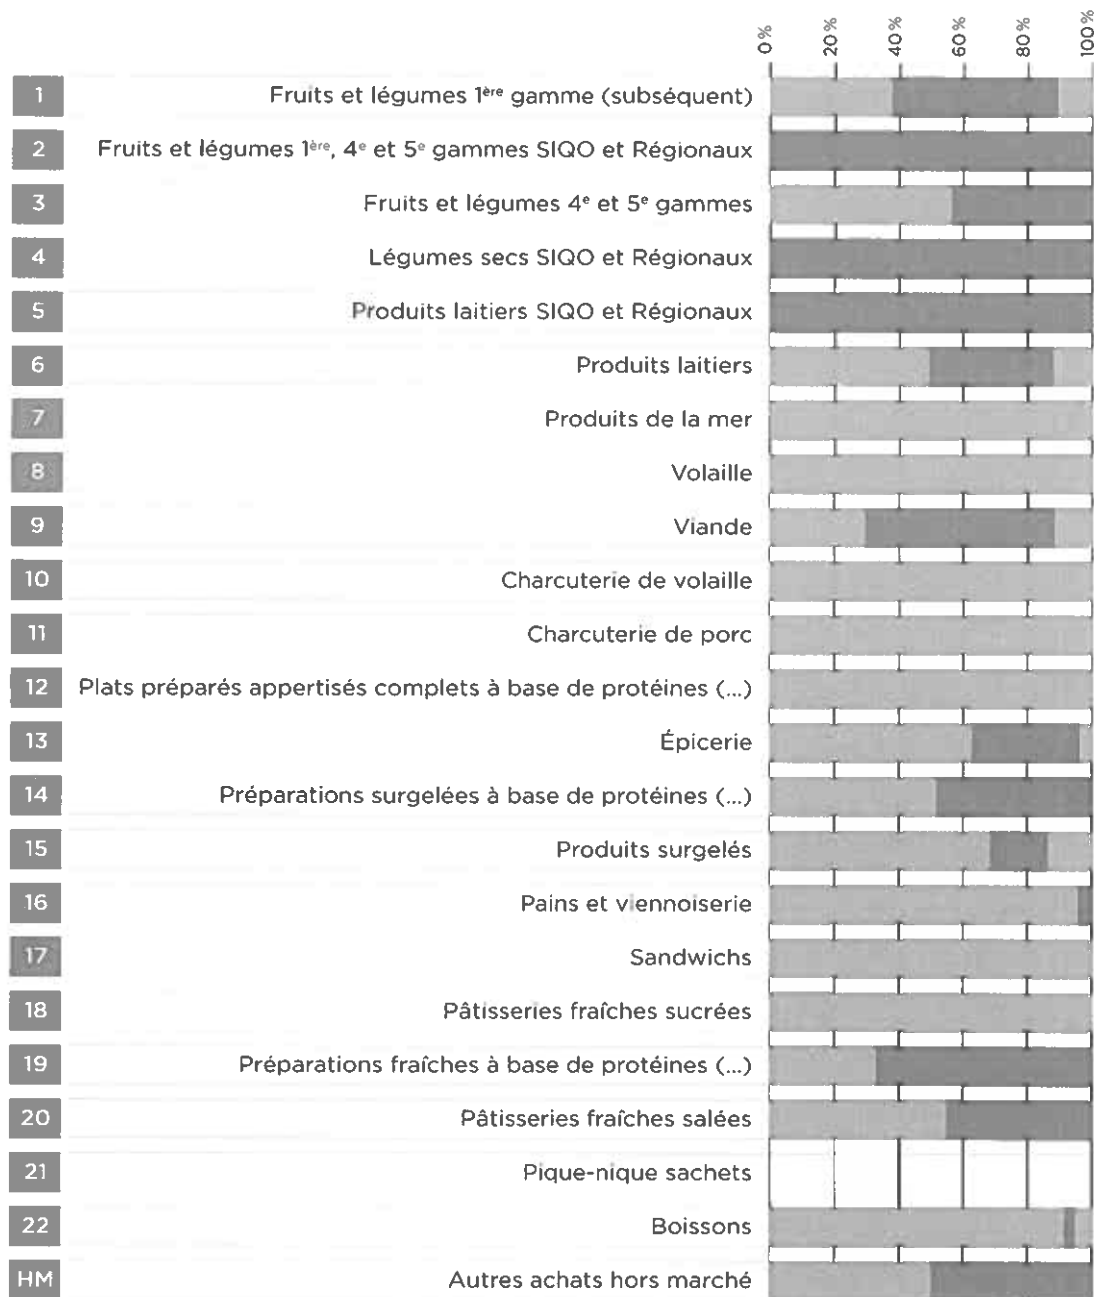 0% 20% 40% 60% 80% 100%
1 Fruits et légumes 1ère gamme (subséquent)
2 Fruits et légumes 1ère, 4e et 5e gammes SIQO et Régionaux
3 Fruits et légumes 4e et 5e gammes
4 Légumes secs SIQO et Régionaux
5 Produits laitiers SIQO et Régionaux
6 Produits laitiers
7 Produits de la mer
8 Volaille
9 Viande
10 Charcuterie de volaille
11 Charcuterie de porc
12 Plats préparés appertisés complets à base de protéines (...)
13 Épicerie
14 Préparations surgelées à base de protéines (...)
15 Produits surgelés
16 Pains et viennoiserie
17 Sandwichs
18 Pâtisseries fraîches sucrées
19 Préparations fraîches à base de protéines (...)
20 Pâtisseries fraîches salées
21 Pique-nique sachets
22 Boissons
HM Autres achats hors marché